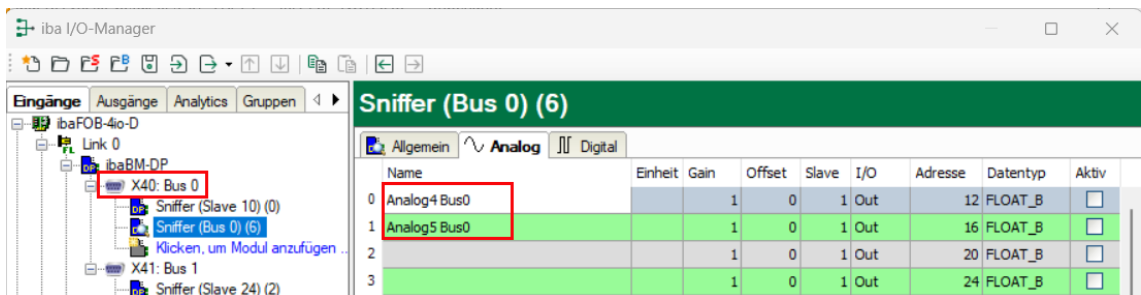 iba I/O-Manager
Eingänge Ausgänge Analytics Gruppen
ibaFOB-4io-D
Link 0
ibaBM-DP
X40: Bus 0
Sniffer (Slave 10) (0)
Sniffer (Bus 0) (6)
Klicken, um Modul anzufügen ..
X41: Bus 1
Sniffer (Slave 24) (2)
Sniffer (Bus 0) (6)
Allgemein Analog Digital
Name Einheit Gain Offset Slave I/O Adresse Datentyp Aktiv
0 Analog4 Bus0 1 0 1 Out 12 FLOAT_B
1 Analog5 Bus0 1 0 1 Out 16 FLOAT_B
2 1 0 1 Out 20 FLOAT_B
3 1 0 1 Out 24 FLOAT_B